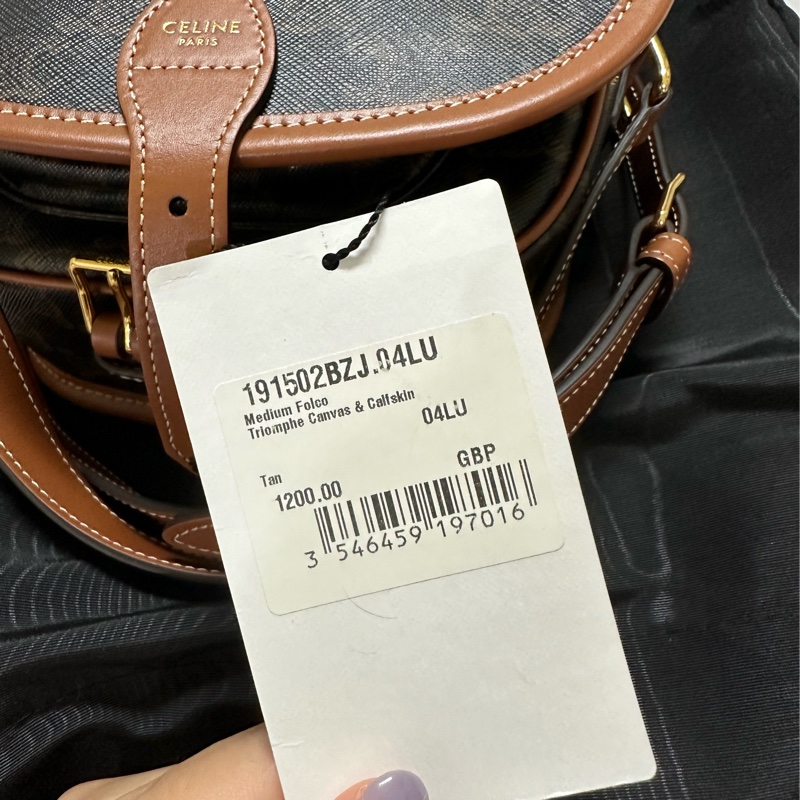 CELINE
PARIS
191502BZJ.04LU
Medium Folco
Triomphe Canvas & Calfskin
04LU
Tan
GBP
1200.00
3 546459 197016